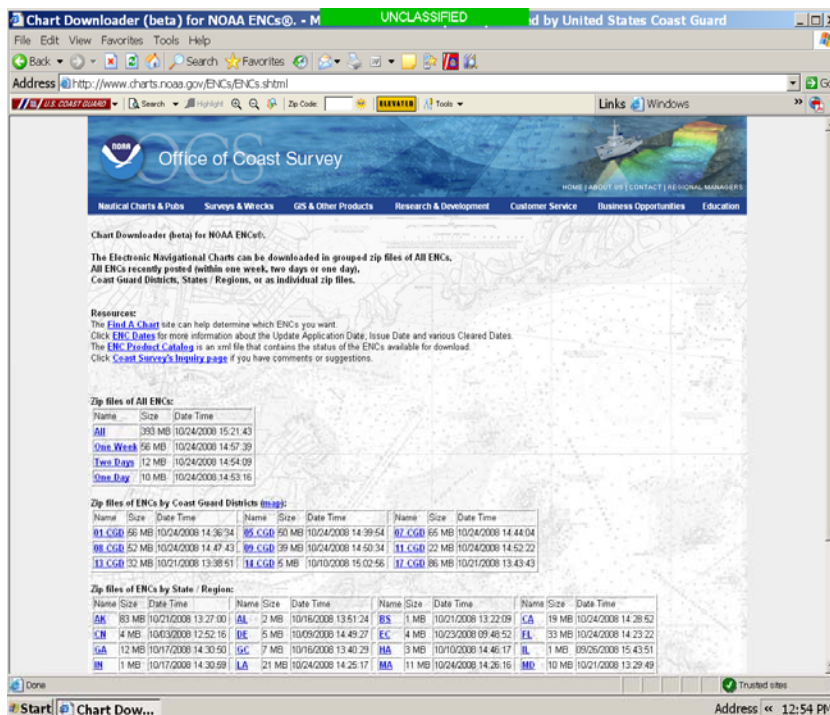 Chart Downloader (beta) for NOAA ENCs®. - M
UNCLASSIFIED
ed by United States Coast Guard
File Edit View Favorites Tools Help
Back Search Favorites
Address http://www.charts.noaa.gov/ENCs/ENCs.shtml Go
U.S. COAST GUARD Search Highlight Zip Code: ELEVATED Tools Links Windows »
NOAA
OCS
Office of Coast Survey
HOME | ABOUT US | CONTACT | REGIONAL MANAGERS
Nautical Charts & Pubs Surveys & Wrecks GIS & Other Products Research & Development Customer Service Business Opportunities Education
Chart Downloader (beta) for NOAA ENCs®.
The Electronic Navigational Charts can be downloaded in grouped zip files of All ENCs,
All ENCs recently posted (within one week, two days or one day),
Coast Guard Districts, States / Regions, or as individual zip files.
Resources:
The Find A Chart site can help determine which ENCs you want.
Click ENC Dates for more information about the Update Application Date, Issue Date and various Cleared Dates.
The ENC Product Catalog is an xml file that contains the status of the ENCs available for download.
Click Coast Survey's Inquiry page if you have comments or suggestions.
Zip files of All ENCs:
Name Size Date Time
All 393 MB 10/24/2008 15:21:43
One Week 56 MB 10/24/2008 14:57:39
Two Days 12 MB 10/24/2008 14:54:09
One Day 10 MB 10/24/2008 14:53:16
Zip files of ENCs by Coast Guard Districts (map):
Name Size Date Time Name Size Date Time Name Size Date Time
01 CGD 56 MB 10/24/2008 14:36:34 05 CGD 50 MB 10/24/2008 14:39:54 07 CGD 65 MB 10/24/2008 14:44:04
08 CGD 52 MB 10/24/2008 14:47:43 09 CGD 39 MB 10/24/2008 14:50:34 11 CGD 22 MB 10/24/2008 14:52:22
13 CGD 32 MB 10/21/2008 13:38:51 14 CGD 5 MB 10/10/2008 15:02:56 17 CGD 86 MB 10/21/2008 13:43:43
Zip files of ENCs by State / Region:
Name Size Date Time Name Size Date Time Name Size Date Time Name Size Date Time
AK 83 MB 10/21/2008 13:27:00 AL 2 MB 10/16/2008 13:51:24 BS 1 MB 10/21/2008 13:22:09 CA 19 MB 10/24/2008 14:28:52
CN 4 MB 10/03/2008 12:52:16 DE 5 MB 10/09/2008 14:49:27 EC 4 MB 10/23/2008 09:48:52 FL 33 MB 10/24/2008 14:23:22
GA 12 MB 10/17/2008 14:30:50 GC 7 MB 10/16/2008 13:40:29 HA 3 MB 10/10/2008 14:46:17 IL 1 MB 09/26/2008 15:43:51
IN 1 MB 10/17/2008 14:30:59 LA 21 MB 10/24/2008 14:25:17 MA 11 MB 10/24/2008 14:26:16 MD 10 MB 10/21/2008 13:29:49
Done Trusted sites
Start Chart Dow... Address « 12:54 PM